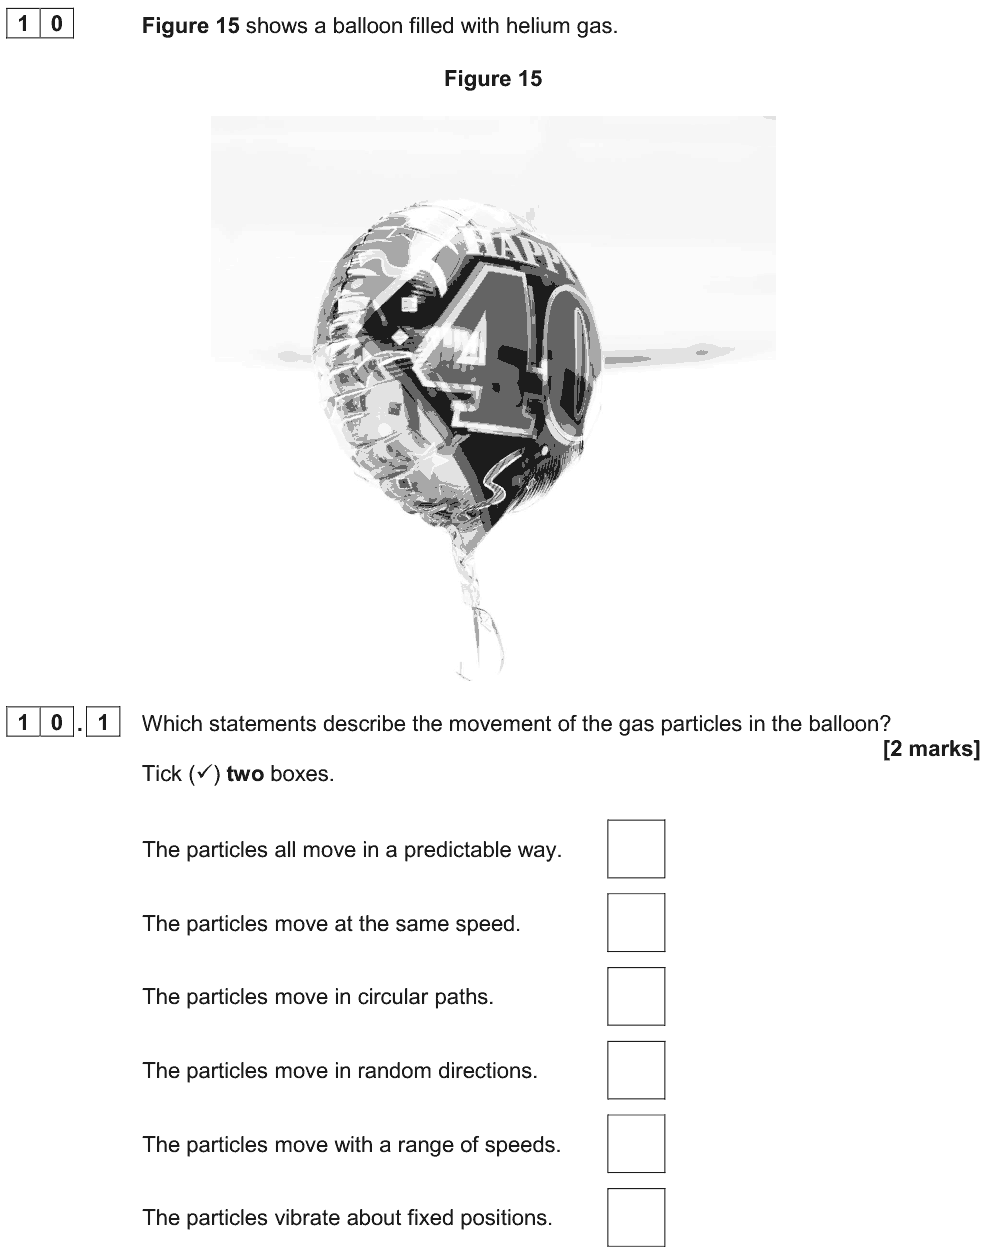 1 0 Figure 15 shows a balloon filled with helium gas.
Figure 15
HAPPY
40
1 0 . 1 Which statements describe the movement of the gas particles in the balloon?
[2 marks]
Tick (✓) two boxes.
The particles all move in a predictable way.
The particles move at the same speed.
The particles move in circular paths.
The particles move in random directions.
The particles move with a range of speeds.
The particles vibrate about fixed positions.